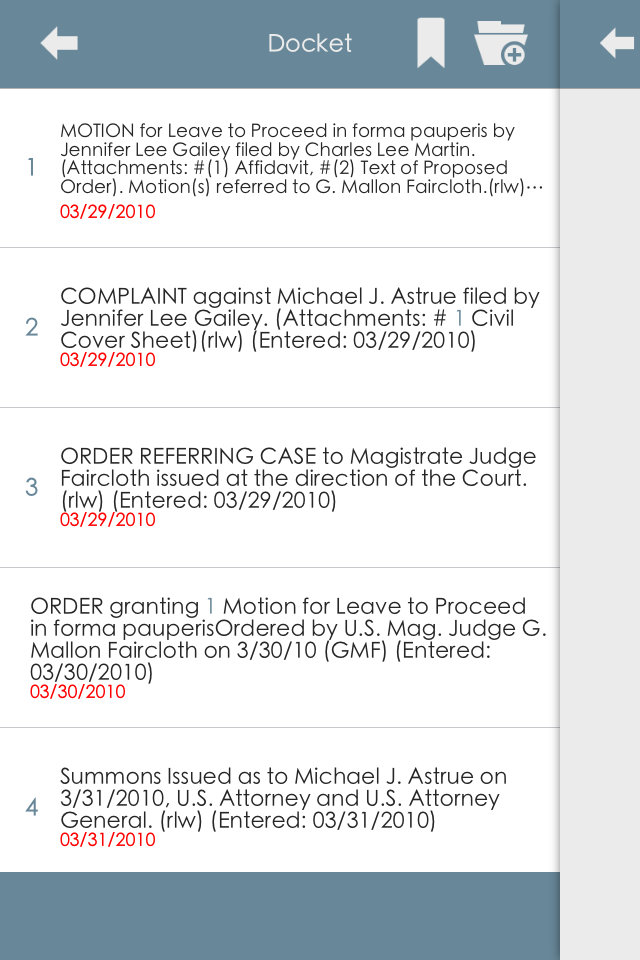 Docket
MOTION for Leave to Proceed in forma pauperis by
Jennifer Lee Gailey filed by Charles Lee Martin.
1
(Attachments: #(1) Affidavit, #(2) Text of Proposed
Order). Motion(s) referred to G. Mallon Faircloth.(rlw)...
03/29/2010
COMPLAINT against Michael J. Astrue filed by
2
Jennifer Lee Gailey. (Attachments: # 1 Civil
Cover Sheet)(rlw) (Entered: 03/29/2010)
03/29/2010
ORDER REFERRING CASE to Magistrate Judge
3
Faircloth issued at the direction of the Court.
(rlw) (Entered: 03/29/2010)
03/29/2010
ORDER granting 1 Motion for Leave to Proceed
in forma pauperisOrdered by U.S. Mag. Judge G.
Mallon Faircloth on 3/30/10 (GMF) (Entered:
03/30/2010)
03/30/2010
Summons Issued as to Michael J. Astrue on
4
3/31/2010, U.S. Attorney and U.S. Attorney
General. (rlw) (Entered: 03/31/2010)
03/31/2010